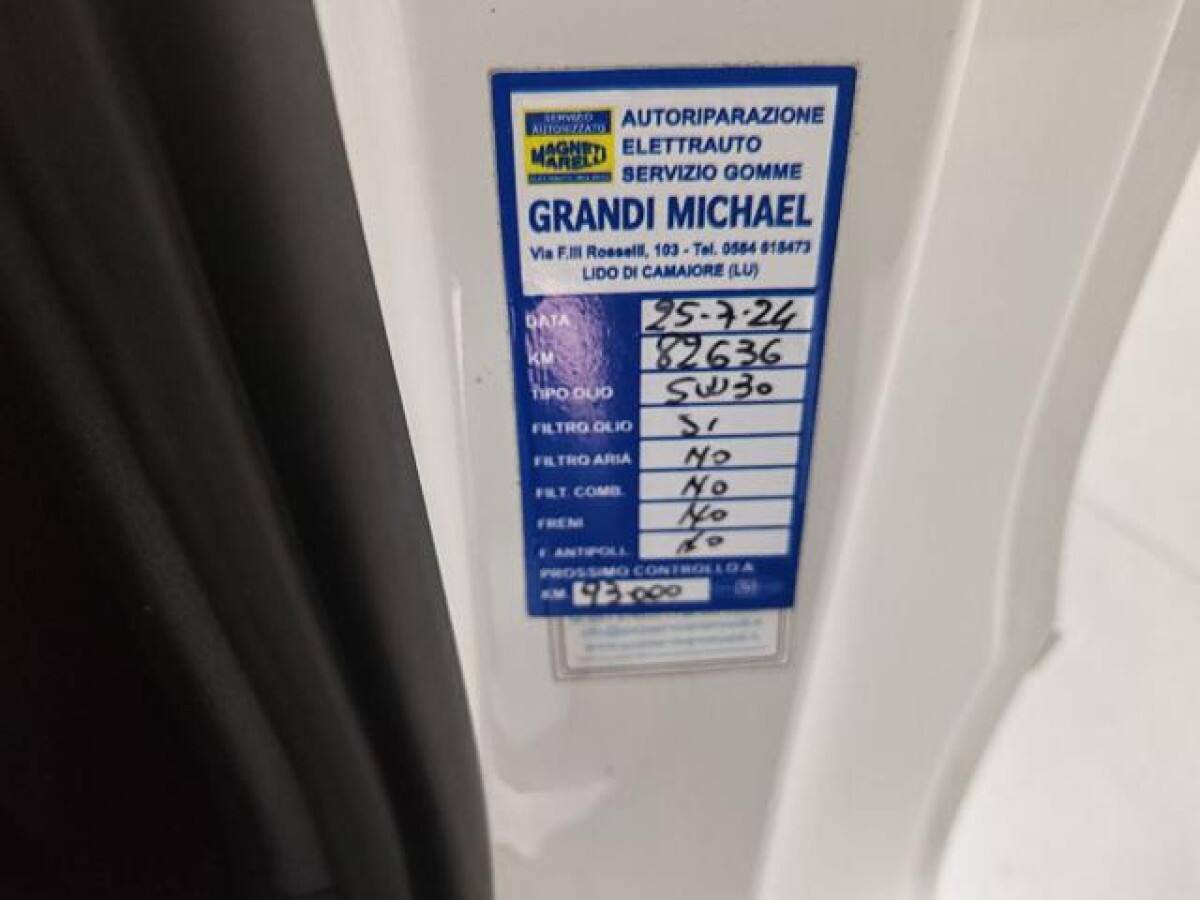 SERVIZIO
AUTORIZZATO
MAGNETI
MARELLI
AUTORIPARAZIONE
ELETTRAUTO
SERVIZIO GOMME
GRANDI MICHAEL
Via F.lli Rosselli, 103 - Tel. 0584 618473
LIDO DI CAMAIORE (LU)
DATA 25-7-24
KM 82636
TIPO OLIO 5W30
FILTRO OLIO SI
FILTRO ARIA NO
FILT. COMB. NO
FRENI NO
F. ANTIPOLL. NO
PROSSIMO CONTROLLO A
KM. 93000